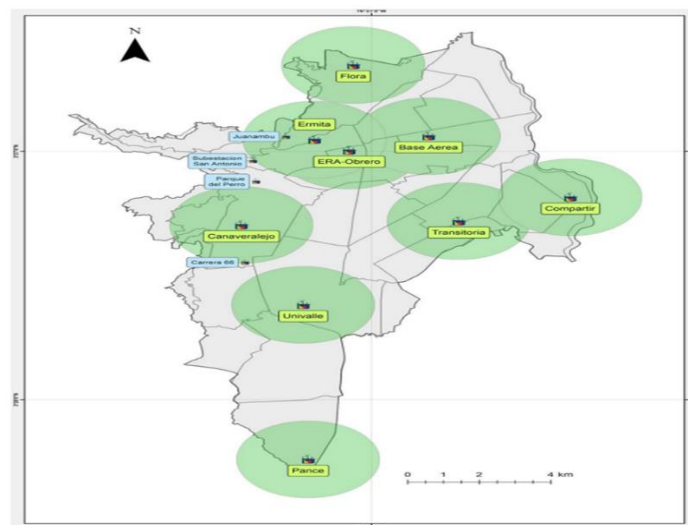 N
Flora
Ermita
Juanambu
Base Aerea
ERA-Obrero
Subestacion
San Antonio
Parque
del Perro
Compartir
Canaveralejo
Transitoria
Carrera 66
Univalle
Pance
0 1 2 4 km